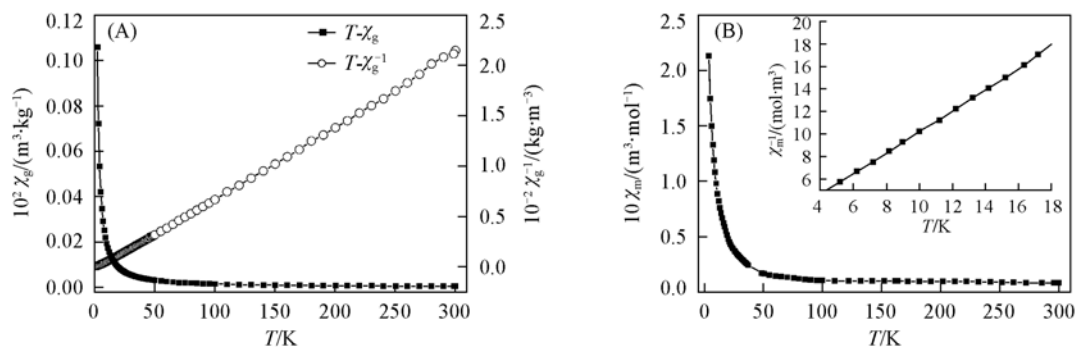 (A)
T-χg
T-χg⁻¹
10² χg/(m³·kg⁻¹)
0.12
0.10
0.08
0.06
0.04
0.02
0.00
2.5
2.0
1.5
1.0
0.5
0.0
10⁻² χg⁻¹/(kg·m⁻³)
0 50 100 150 200 250 300
T/K
(B)
10 χm/(m³·mol⁻¹)
2.5
2.0
1.5
1.0
0.5
0.0
0 50 100 150 200 250 300
T/K
χm⁻¹/(mol·m³)
20
18
16
14
12
10
8
6
4 6 8 10 12 14 16 18
T/K